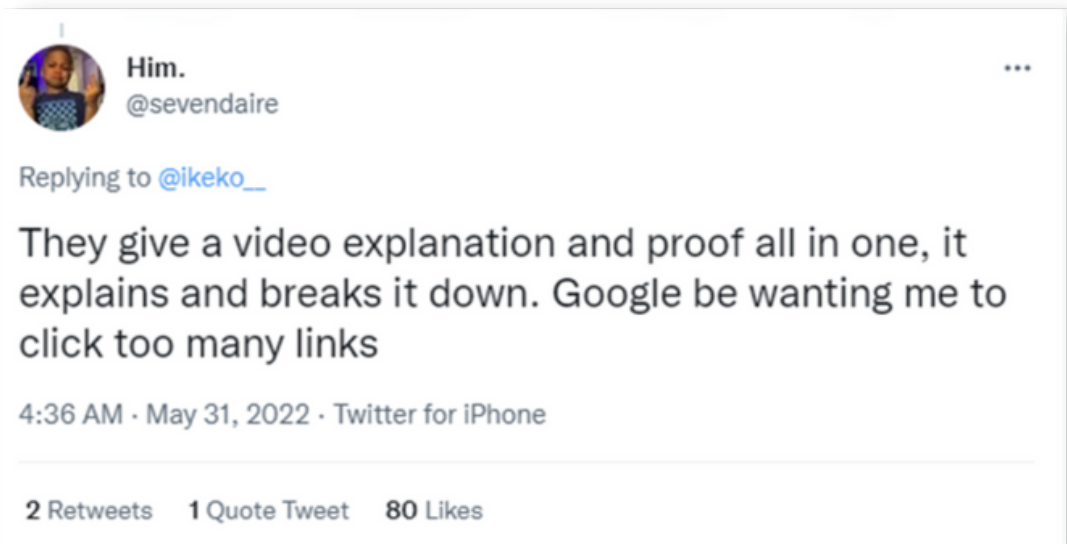 Him.
@sevendaire
Replying to @ikeko__
They give a video explanation and proof all in one, it
explains and breaks it down. Google be wanting me to
click too many links
4:36 AM · May 31, 2022 · Twitter for iPhone
2 Retweets 1 Quote Tweet 80 Likes